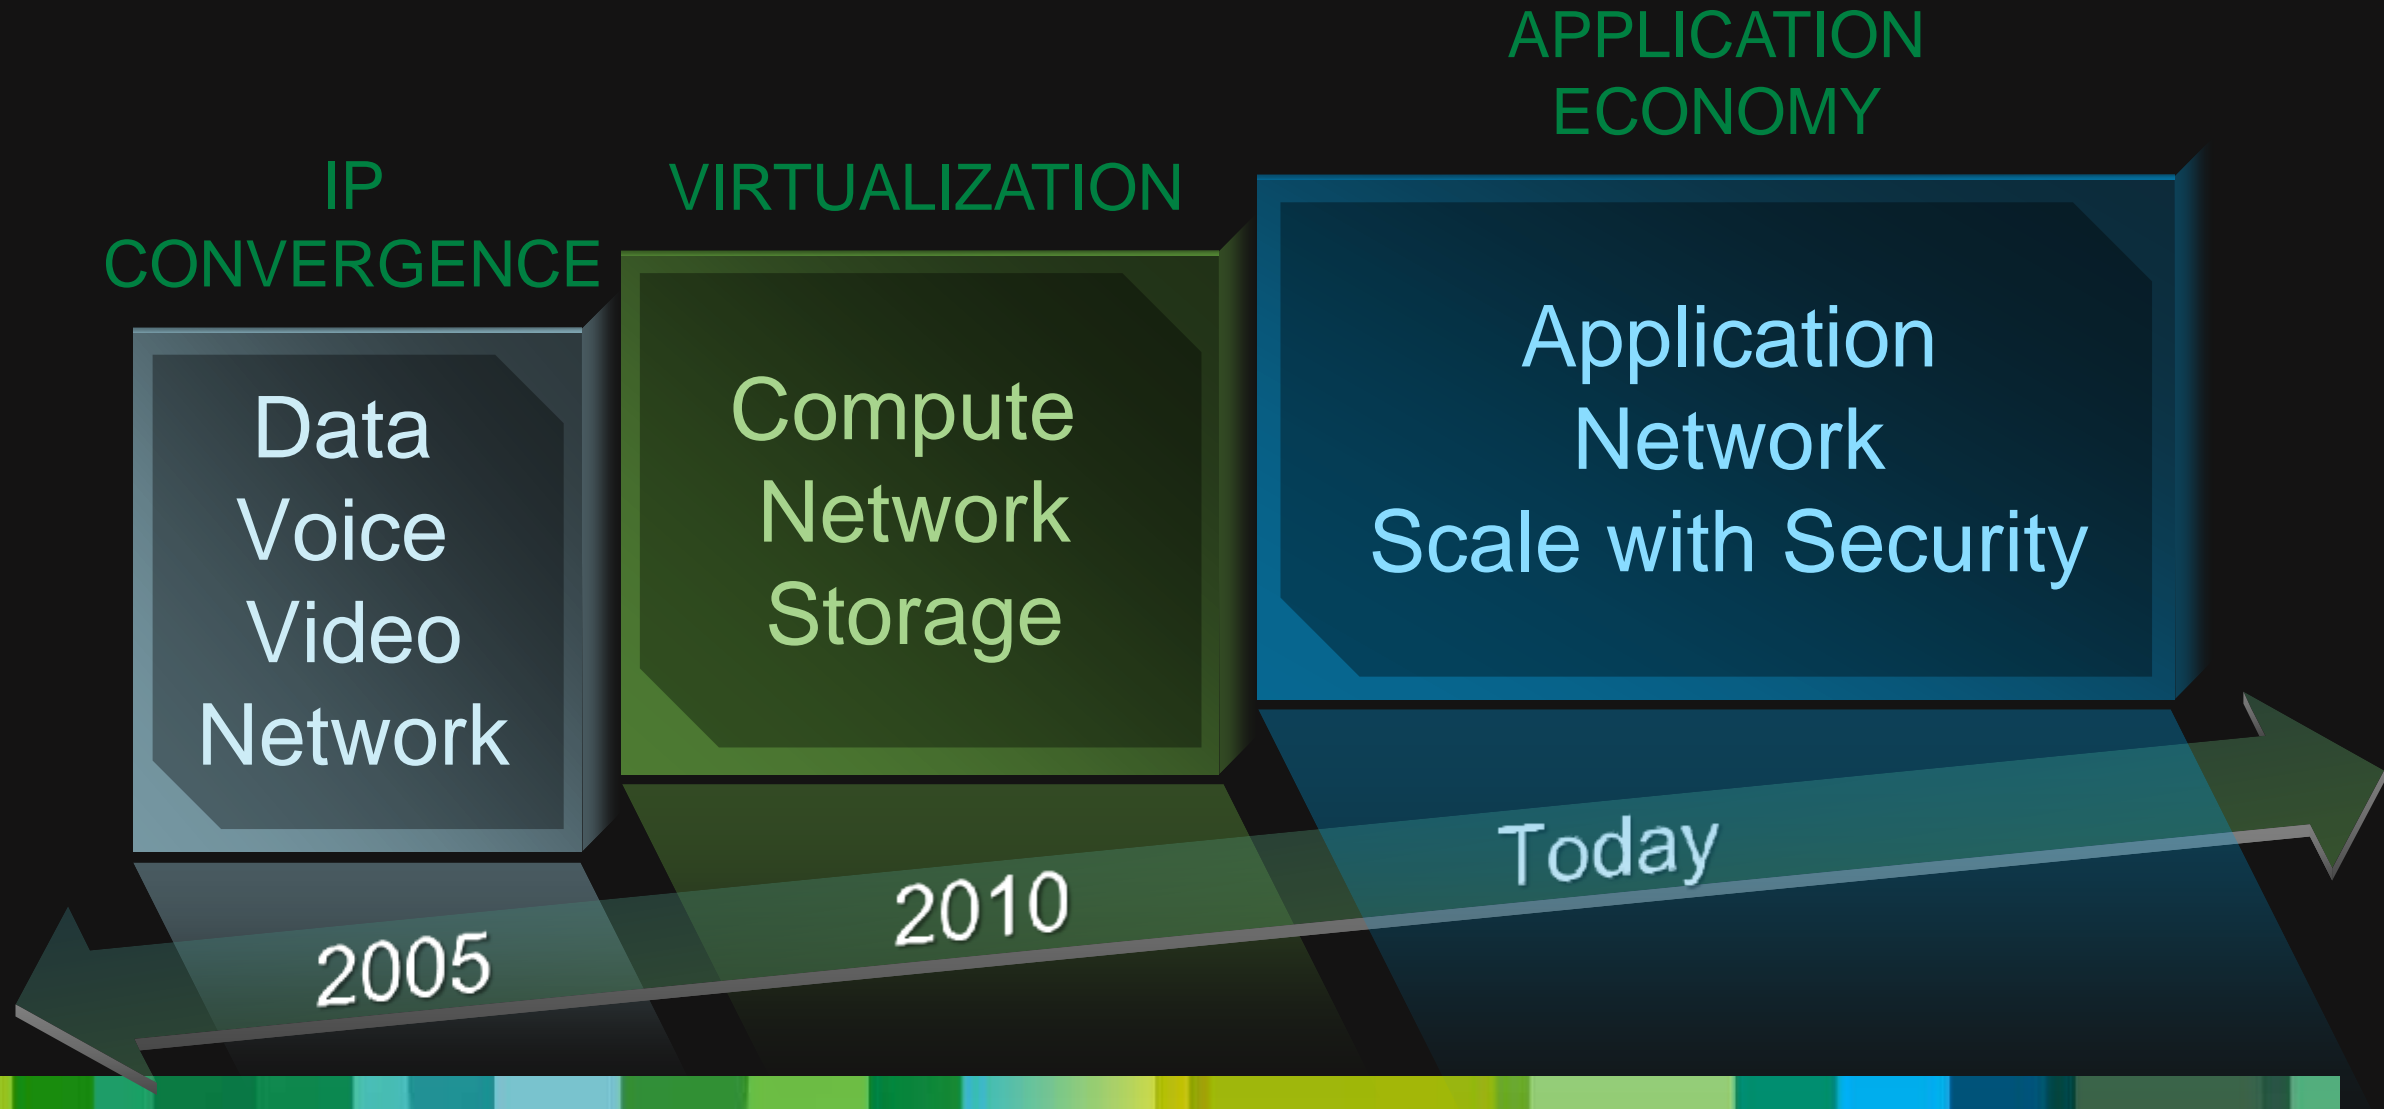 IP
CONVERGENCE
Data
Voice
Video
Network
VIRTUALIZATION
Compute
Network
Storage
APPLICATION
ECONOMY
Application
Network
Scale with Security
2005
2010
Today